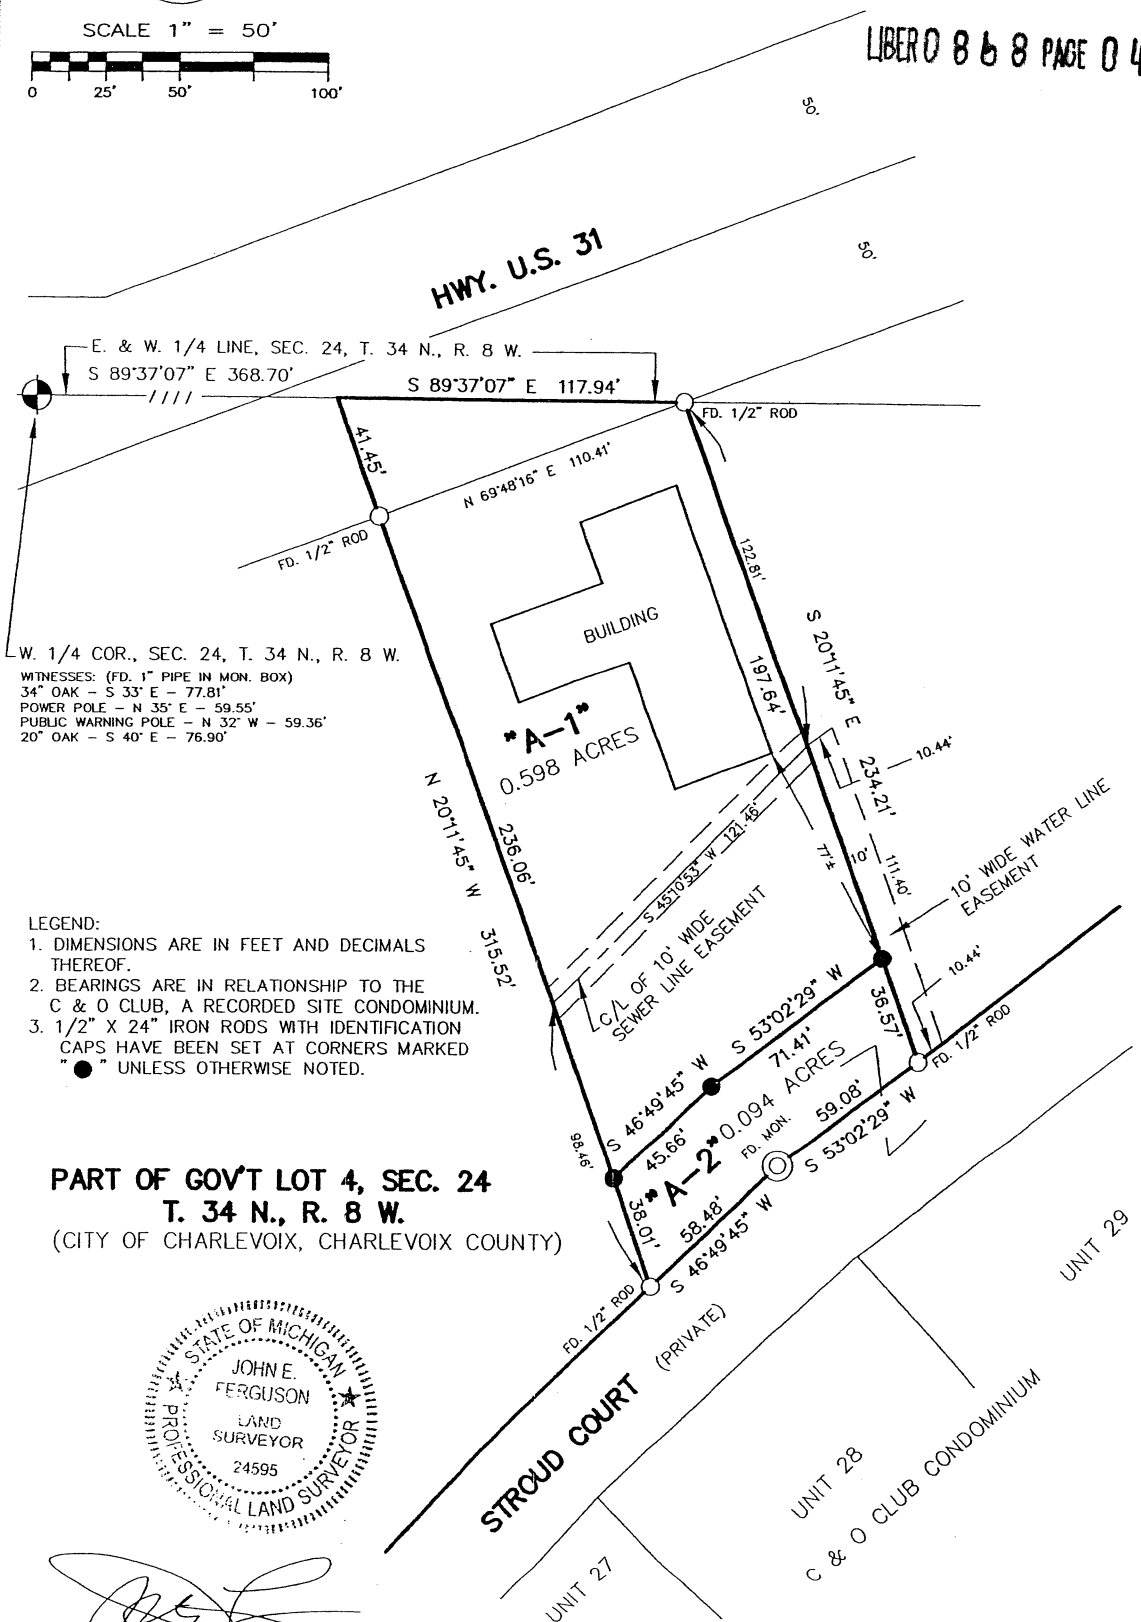 SCALE 1" = 50'
0 25' 50' 100'
LIBER 0 8 6 8 PAGE 0 4
50'
50'
HWY. U.S. 31
E. & W. 1/4 LINE, SEC. 24, T. 34 N., R. 8 W.
S 89°37'07" E 368.70'
S 89°37'07" E 117.94'
FD. 1/2" ROD
41.45'
N 69°48'16" E 110.41'
FD. 1/2" ROD
122.81'
BUILDING
S 20°11'45" E 234.21'
197.64'
W. 1/4 COR., SEC. 24, T. 34 N., R. 8 W.
WITNESSES: (FD. 1" PIPE IN MON. BOX)
34" OAK – S 33° E – 77.81'
POWER POLE – N 35° E – 59.55'
PUBLIC WARNING POLE – N 32° W – 59.36'
20" OAK – S 40° E – 76.90'
"A-1"
0.598 ACRES
10.44'
N 20°11'45" W 315.52'
236.06'
S 45°10'53" W 121.46'
77'±
10'
111.40'
10' WIDE WATER LINE
EASEMENT
C/L OF 10' WIDE
SEWER LINE EASEMENT
LEGEND:
1. DIMENSIONS ARE IN FEET AND DECIMALS
THEREOF.
2. BEARINGS ARE IN RELATIONSHIP TO THE
C & O CLUB, A RECORDED SITE CONDOMINIUM.
3. 1/2" X 24" IRON RODS WITH IDENTIFICATION
CAPS HAVE BEEN SET AT CORNERS MARKED
"●" UNLESS OTHERWISE NOTED.
10.44'
36.57'
FD. 1/2" ROD
S 53°02'29" W
71.41'
S 46°49'45" W
45.66'
98.46'
"A-2" 0.094 ACRES
FD. MON.
59.08'
S 53°02'29" W
38.01'
58.48'
S 46°49'45" W
FD. 1/2" ROD
PART OF GOV'T LOT 4, SEC. 24
T. 34 N., R. 8 W.
(CITY OF CHARLEVOIX, CHARLEVOIX COUNTY)
STATE OF MICHIGAN
JOHN E.
FERGUSON
LAND
SURVEYOR
24595
PROFESSIONAL LAND SURVEYOR
STROUD COURT (PRIVATE)
UNIT 29
UNIT 28
UNIT 27
C & O CLUB CONDOMINIUM